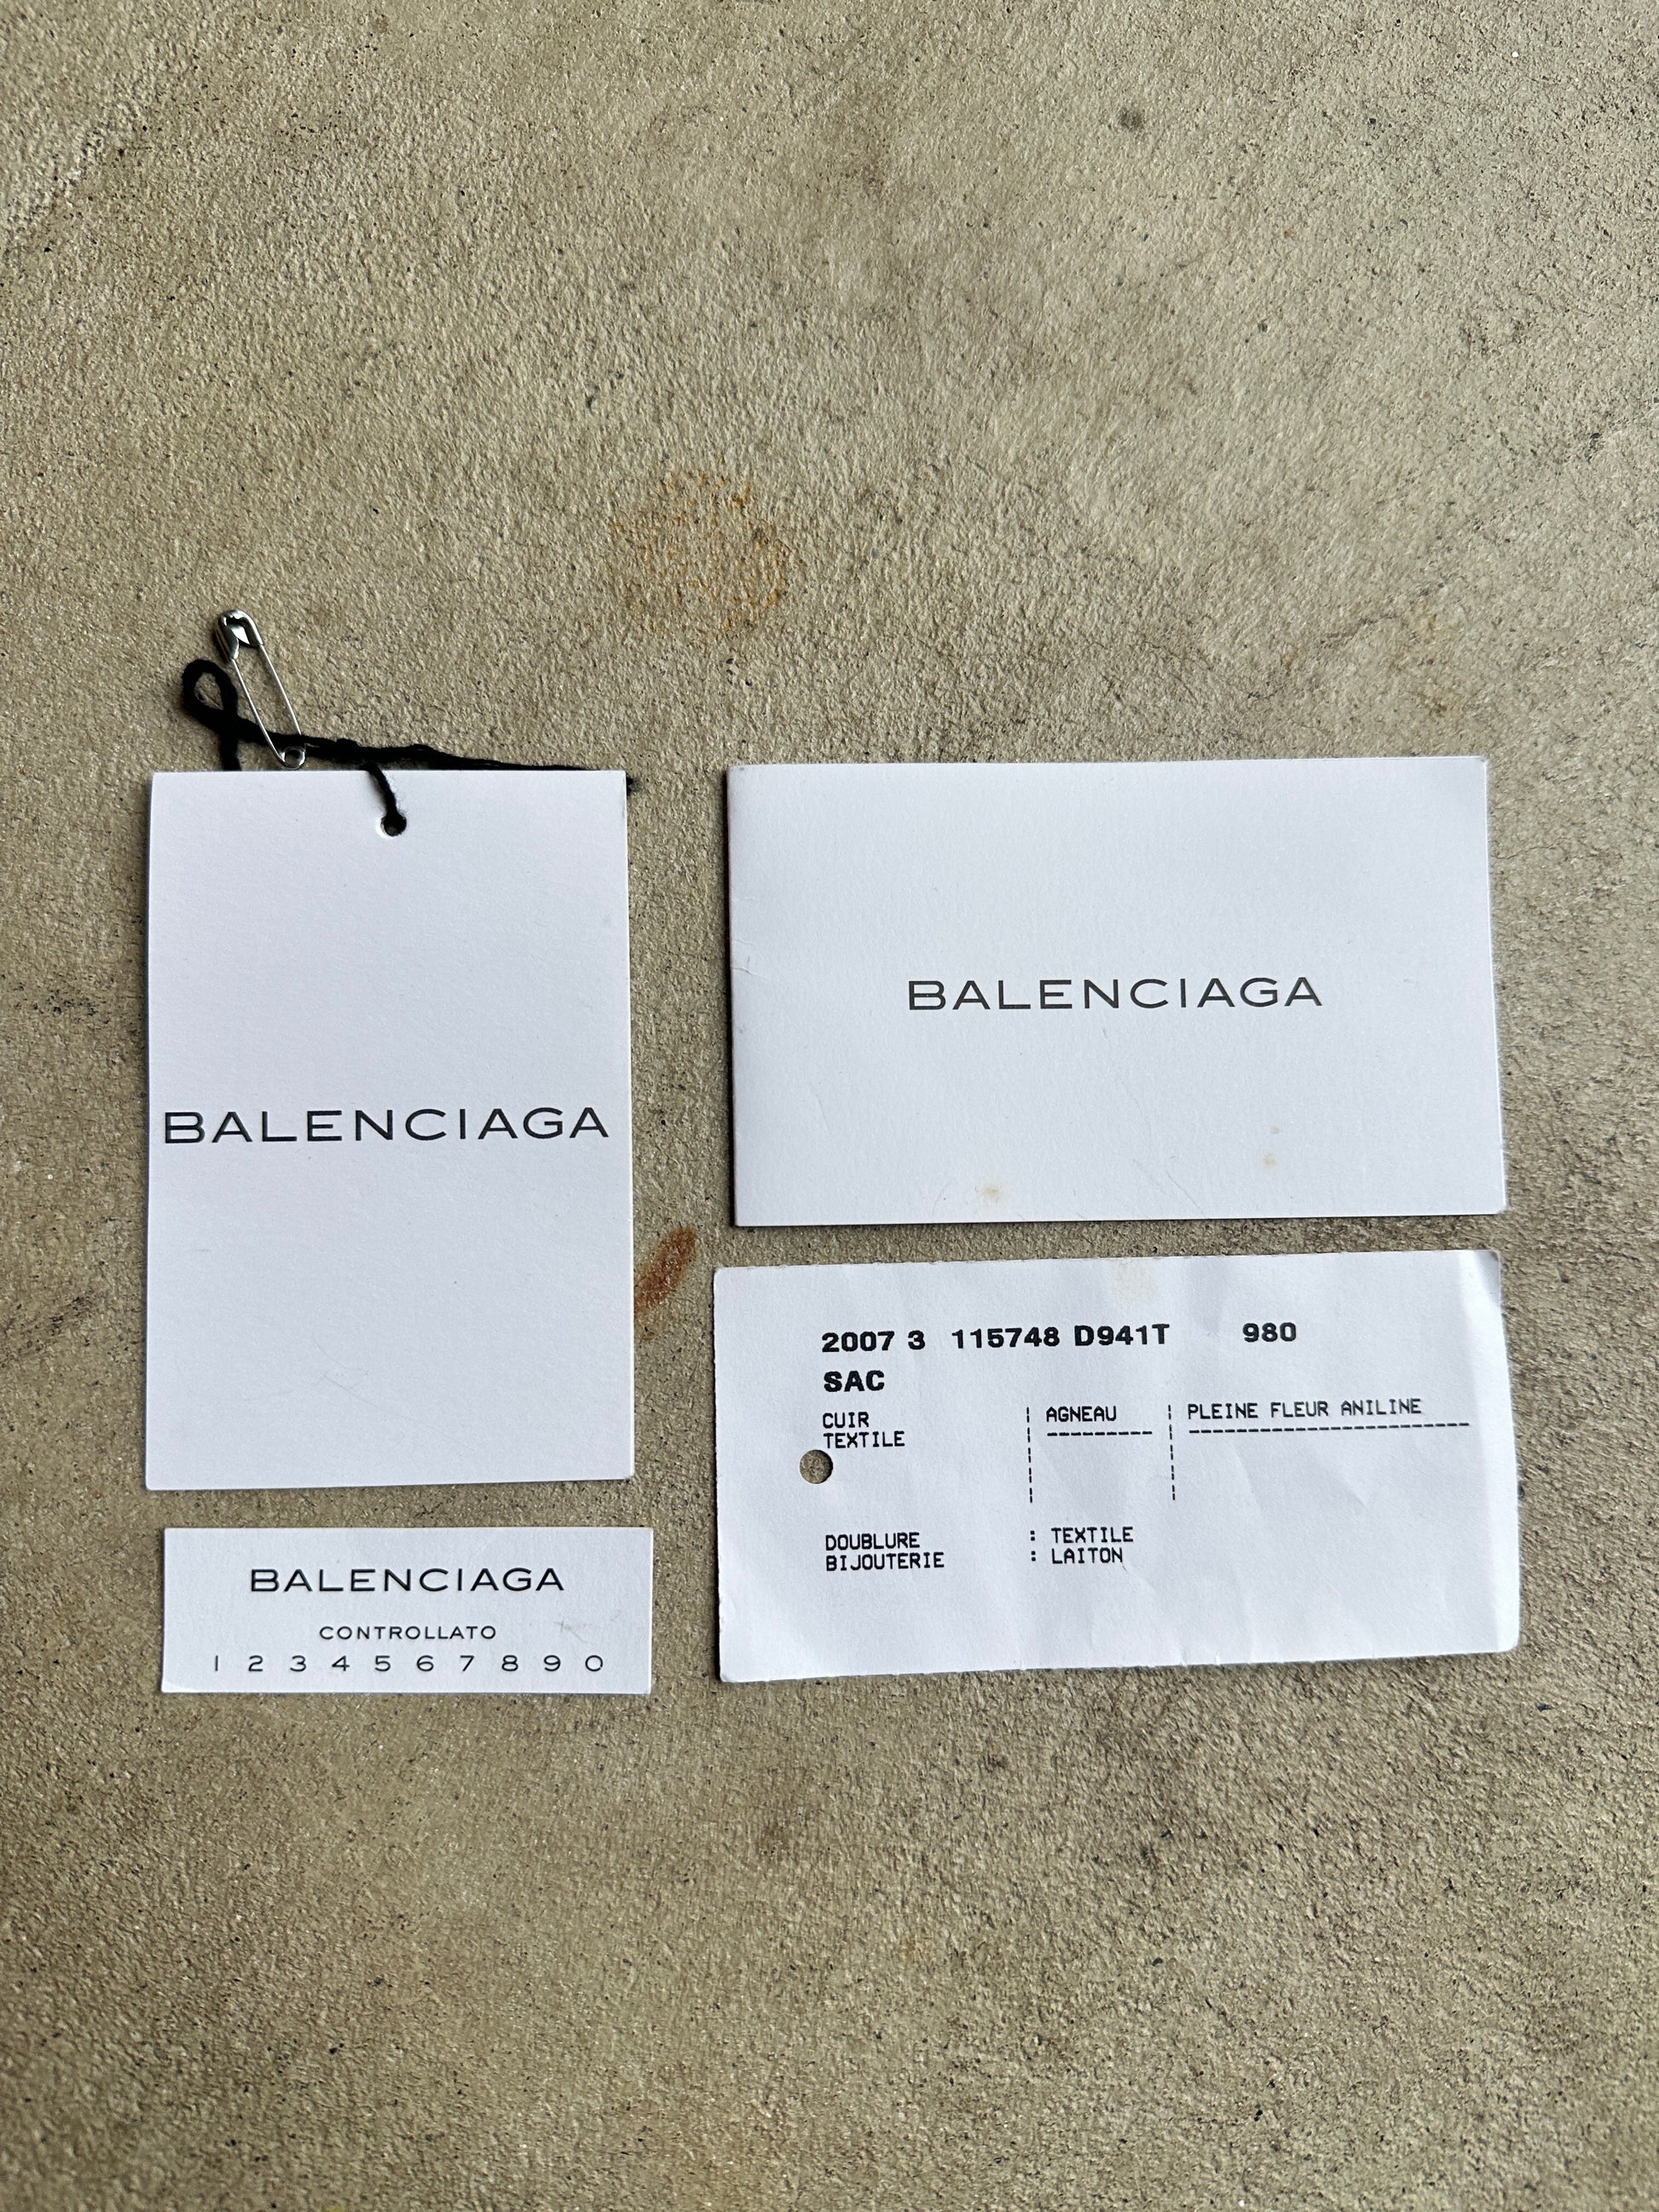 BALENCIAGA
BALENCIAGA
CONTROLLATO
1 2 3 4 5 6 7 8 9 0
BALENCIAGA
2007 3 115748 D941T 980
SAC
CUIR ¦ AGNEAU ¦ PLEINE FLEUR ANILINE
TEXTILE
DOUBLURE : TEXTILE
BIJOUTERIE : LAITON